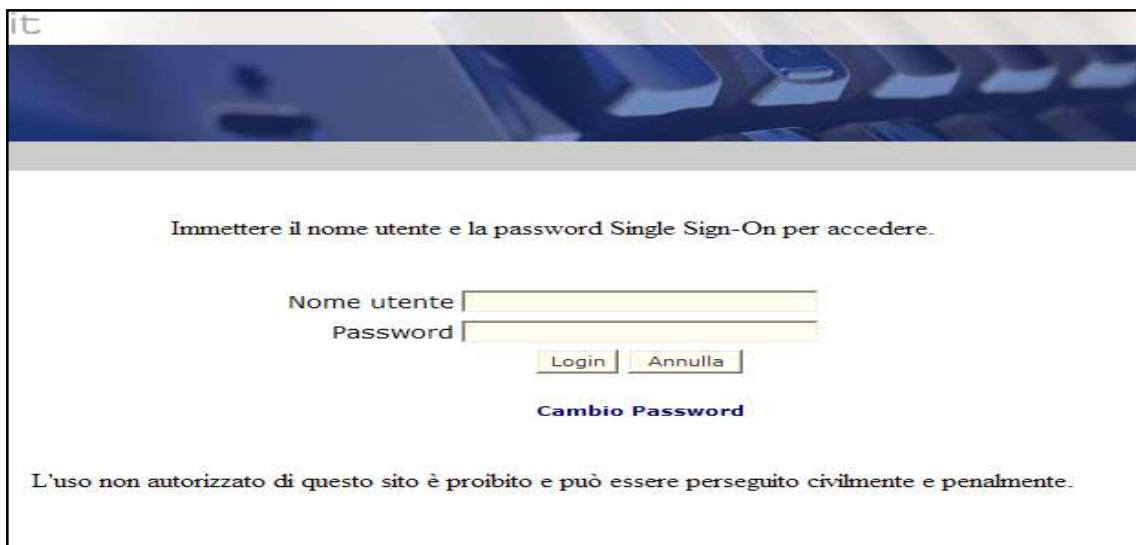 it
Immettere il nome utente e la password Single Sign-On per accedere.
Nome utente
Password
Login Annulla
Cambio Password
L'uso non autorizzato di questo sito è proibito e può essere perseguito civilmente e penalmente.